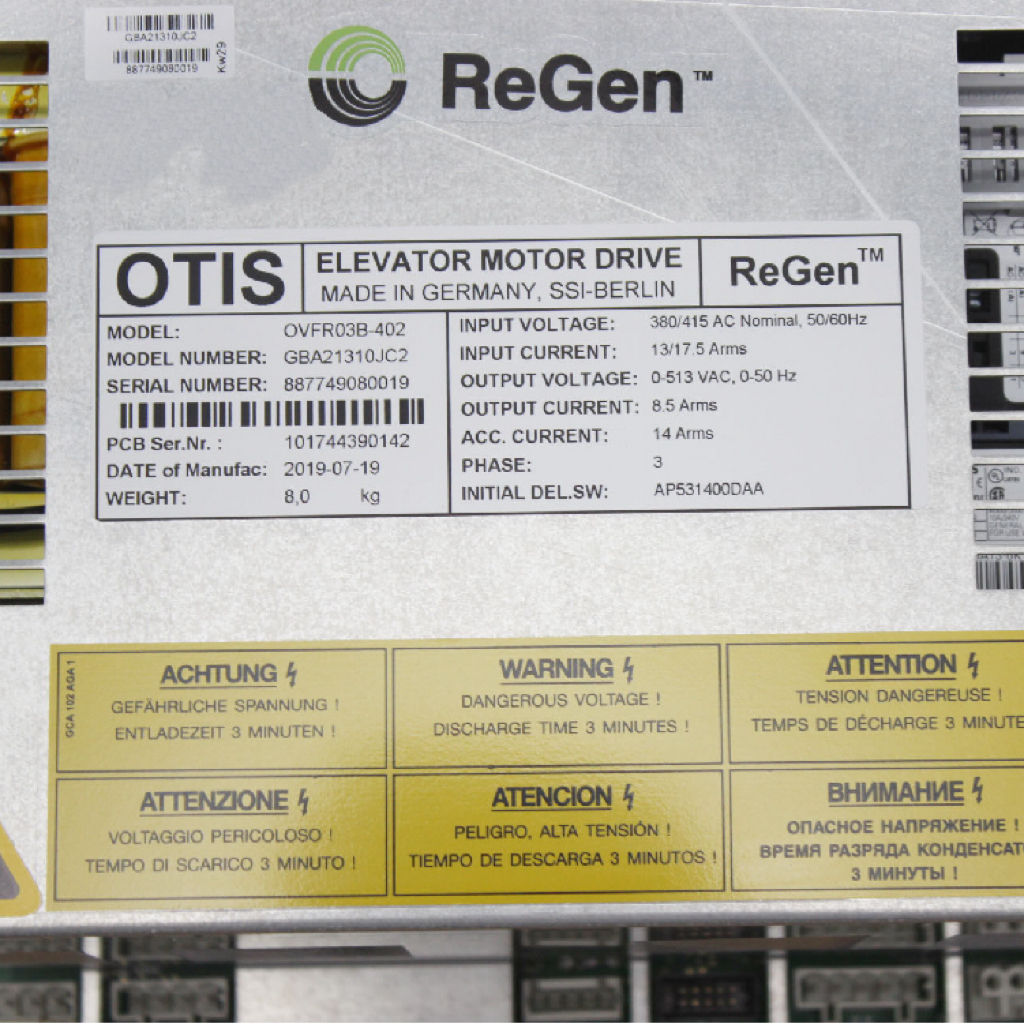 GBA21310JC2
887749080019
Kw29
ReGen™
OTIS
ELEVATOR MOTOR DRIVE
MADE IN GERMANY, SSI-BERLIN
ReGen™
MODEL: OVFR03B-402
MODEL NUMBER: GBA21310JC2
SERIAL NUMBER: 887749080019
PCB Ser.Nr. : 101744390142
DATE of Manufac: 2019-07-19
WEIGHT: 8,0 kg
INPUT VOLTAGE: 380/415 AC Nominal, 50/60Hz
INPUT CURRENT: 13/17.5 Arms
OUTPUT VOLTAGE: 0-513 VAC, 0-50 Hz
OUTPUT CURRENT: 8.5 Arms
ACC. CURRENT: 14 Arms
PHASE: 3
INITIAL DEL.SW: AP531400DAA
GCA 102 AGA 1
ACHTUNG
GEFÄHRLICHE SPANNUNG !
ENTLADEZEIT 3 MINUTEN !
WARNING
DANGEROUS VOLTAGE !
DISCHARGE TIME 3 MINUTES !
ATTENTION
TENSION DANGEREUSE !
TEMPS DE DÉCHARGE 3 MINUTE
ATTENZIONE
VOLTAGGIO PERICOLOSO !
TEMPO DI SCARICO 3 MINUTO !
ATENCION
PELIGRO, ALTA TENSIÓN !
TIEMPO DE DESCARGA 3 MINUTOS !
ВНИМАНИЕ
ОПАСНОЕ НАПРЯЖЕНИЕ !
ВРЕМЯ РАЗРЯДА КОНДЕНСАТ
3 МИНУТЫ !